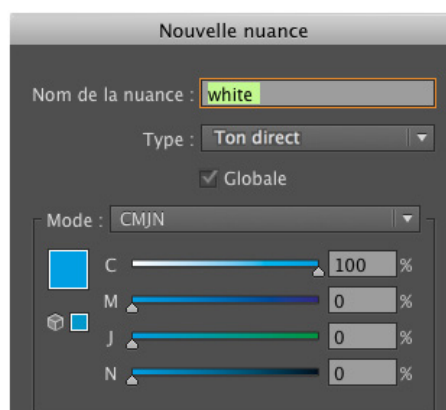 Nouvelle nuance
Nom de la nuance : white
Type : Ton direct
Globale
Mode : CMJN
C 100 %
M 0 %
J 0 %
N 0 %